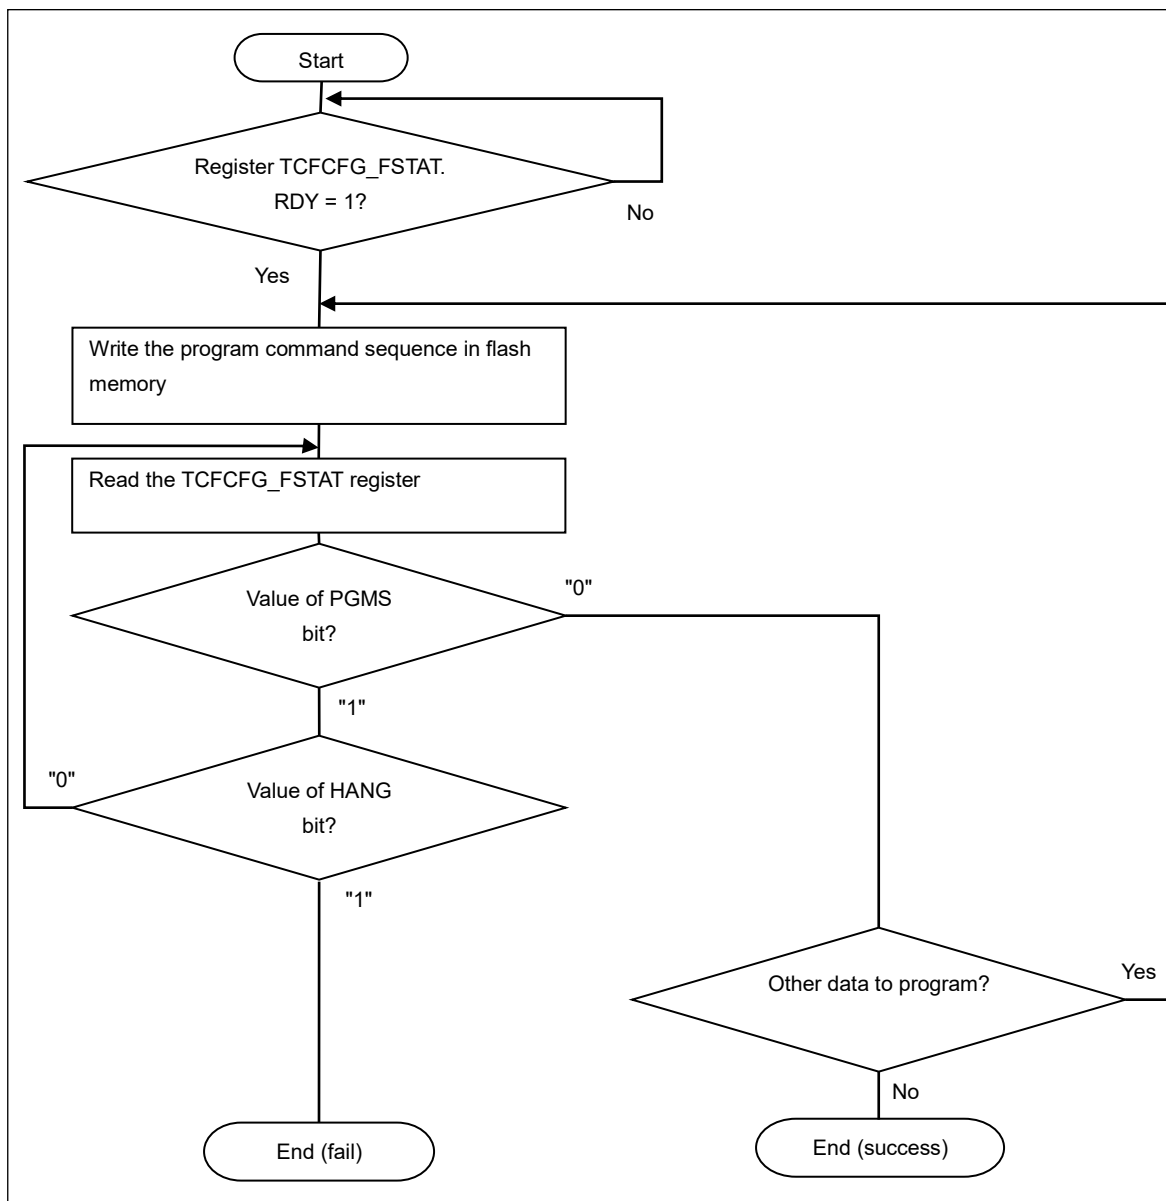 Start
Register TCFCFG_FSTAT.
RDY = 1?
No
Yes
Write the program command sequence in flash
memory
Read the TCFCFG_FSTAT register
Value of PGMS
bit?
"0"
"1"
Value of HANG
bit?
"0"
"1"
Other data to program?
Yes
No
End (fail)
End (success)